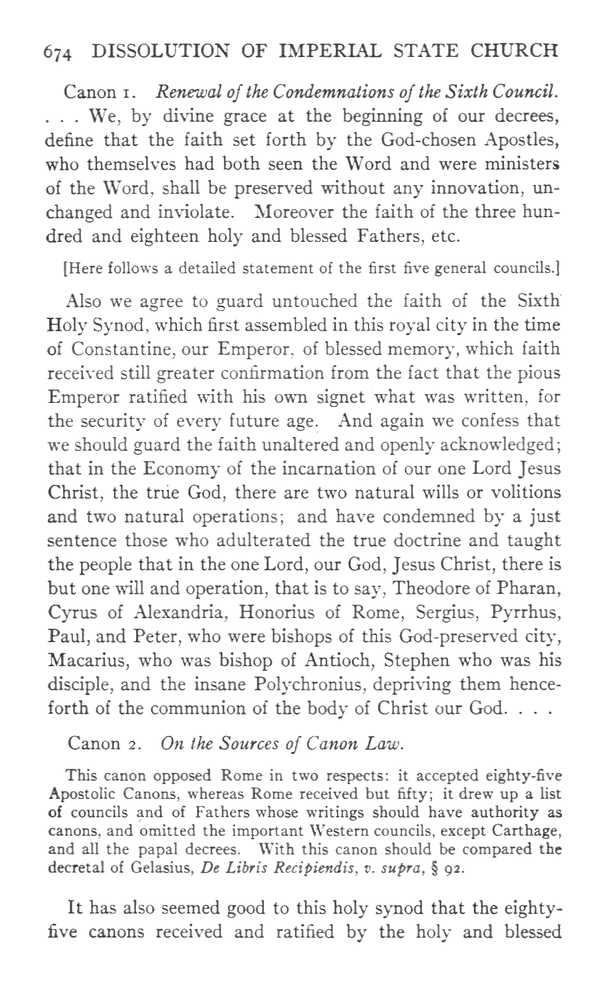 674 DISSOLUTION OF IMPERIAL STATE CHURCH
Canon 1. Renewal of the Condemnations of the Sixth Council.
. . . We, by divine grace at the beginning of our decrees,
define that the faith set forth by the God-chosen Apostles,
who themselves had both seen the Word and were ministers
of the Word, shall be preserved without any innovation, un-
changed and inviolate. Moreover the faith of the three hun-
dred and eighteen holy and blessed Fathers, etc.
[Here follows a detailed statement of the first five general councils.]
Also we agree to guard untouched the faith of the Sixth
Holy Synod, which first assembled in this royal city in the time
of Constantine, our Emperor, of blessed memory, which faith
received still greater confirmation from the fact that the pious
Emperor ratified with his own signet what was written, for
the security of every future age. And again we confess that
we should guard the faith unaltered and openly acknowledged;
that in the Economy of the incarnation of our one Lord Jesus
Christ, the true God, there are two natural wills or volitions
and two natural operations; and have condemned by a just
sentence those who adulterated the true doctrine and taught
the people that in the one Lord, our God, Jesus Christ, there is
but one will and operation, that is to say, Theodore of Pharan,
Cyrus of Alexandria, Honorius of Rome, Sergius, Pyrrhus,
Paul, and Peter, who were bishops of this God-preserved city,
Macarius, who was bishop of Antioch, Stephen who was his
disciple, and the insane Polychronius, depriving them hence-
forth of the communion of the body of Christ our God. . . .
Canon 2. On the Sources of Canon Law.
This canon opposed Rome in two respects: it accepted eighty-five
Apostolic Canons, whereas Rome received but fifty; it drew up a list
of councils and of Fathers whose writings should have authority as
canons, and omitted the important Western councils, except Carthage,
and all the papal decrees. With this canon should be compared the
decretal of Gelasius, De Libris Recipiendis, v. supra, § 92.
It has also seemed good to this holy synod that the eighty-
five canons received and ratified by the holy and blessed